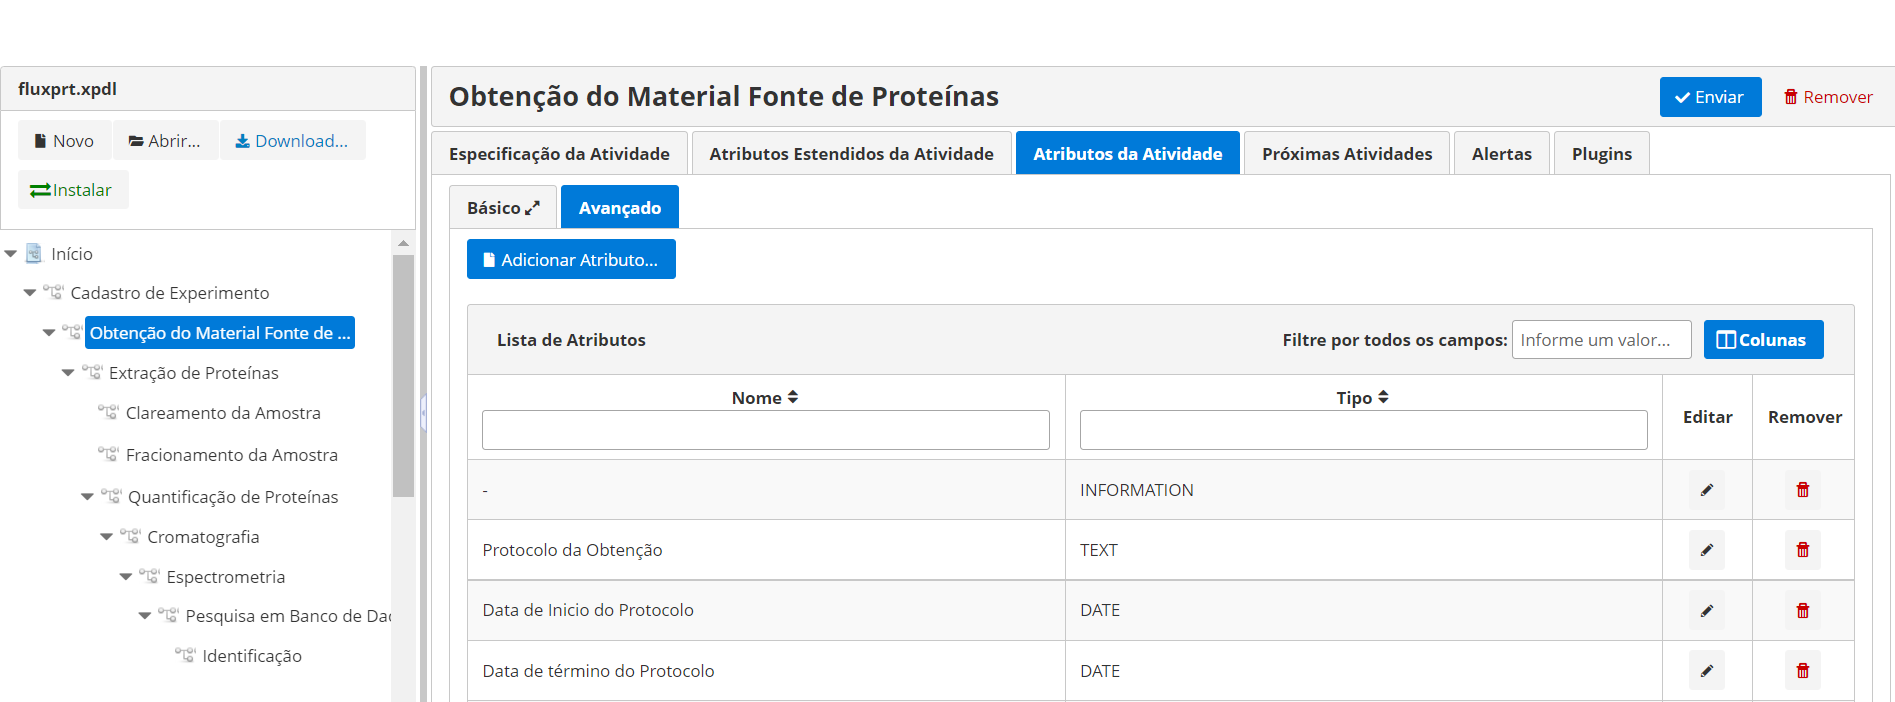 fluxprt.xpdl
Novo
Abrir...
Download...
Instalar
Início
Cadastro de Experimento
Obtenção do Material Fonte de ...
Extração de Proteínas
Clareamento da Amostra
Fracionamento da Amostra
Quantificação de Proteínas
Cromatografia
Espectrometria
Pesquisa em Banco de Dac
Identificação
Obtenção do Material Fonte de Proteínas
Enviar
Remover
Especificação da Atividade
Atributos Estendidos da Atividade
Atributos da Atividade
Próximas Atividades
Alertas
Plugins
Básico
Avançado
Adicionar Atributo...
Lista de Atributos
Filtre por todos os campos:
Informe um valor...
Colunas
Nome
Tipo
Editar
Remover
-
INFORMATION
Protocolo da Obtenção
TEXT
Data de Inicio do Protocolo
DATE
Data de término do Protocolo
DATE